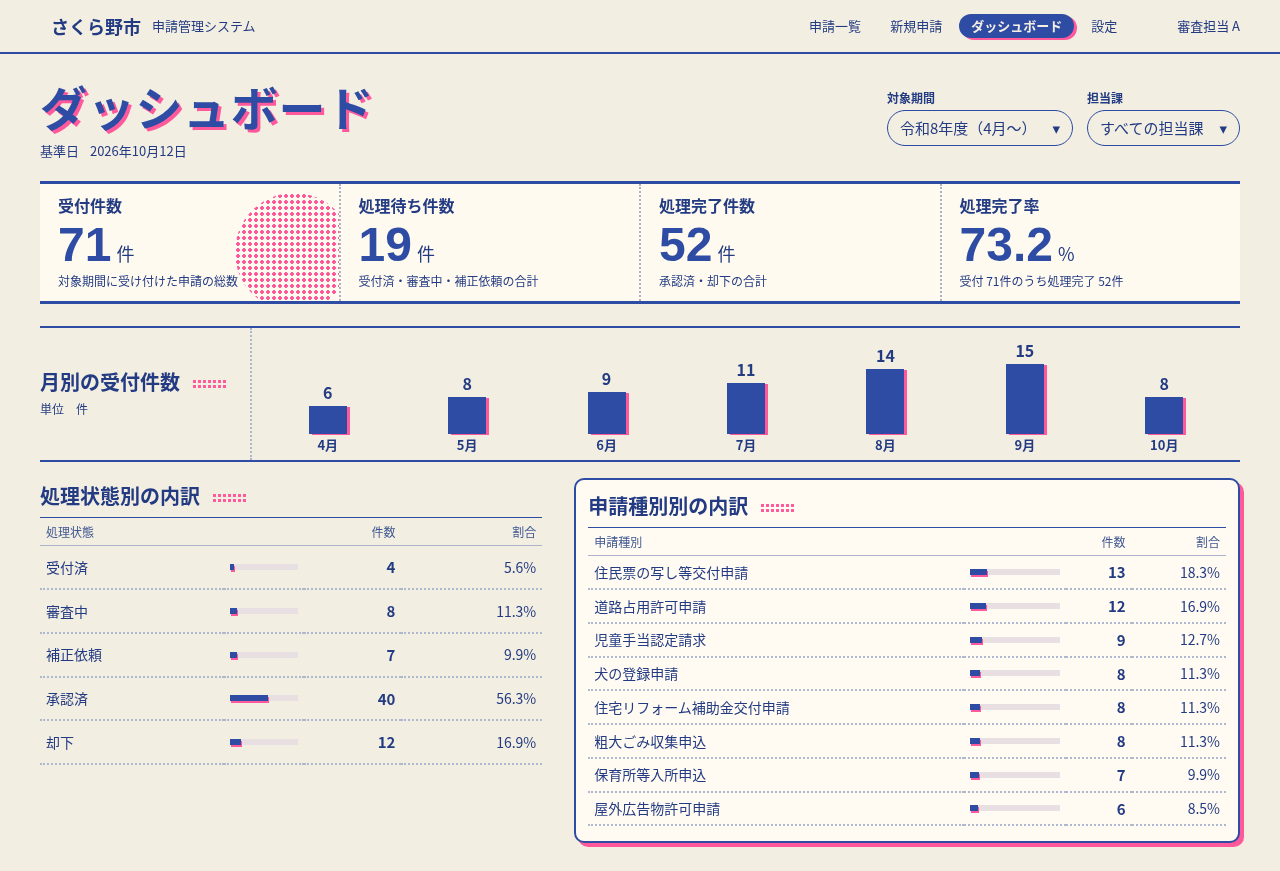 さくら野市 申請管理システム 申請一覧 新規申請 ダッシュボード 設定 審査担当 A
ダッシュボード
基準日 2026年10月12日
対象期間 担当課
令和8年度（4月〜） ▾ すべての担当課 ▾
受付件数 処理待ち件数 処理完了件数 処理完了率
71 件 19 件 52 件 73.2 %
対象期間に受け付けた申請の総数 受付済・審査中・補正依頼の合計 承認済・却下の合計 受付 71件のうち処理完了 52件
月別の受付件数
単位 件
6 8 9 11 14 15 8
4月 5月 6月 7月 8月 9月 10月
処理状態別の内訳
処理状態 件数 割合
受付済 4 5.6%
審査中 8 11.3%
補正依頼 7 9.9%
承認済 40 56.3%
却下 12 16.9%
申請種別別の内訳
申請種別 件数 割合
住民票の写し等交付申請 13 18.3%
道路占用許可申請 12 16.9%
児童手当認定請求 9 12.7%
犬の登録申請 8 11.3%
住宅リフォーム補助金交付申請 8 11.3%
粗大ごみ収集申込 8 11.3%
保育所等入所申込 7 9.9%
屋外広告物許可申請 6 8.5%